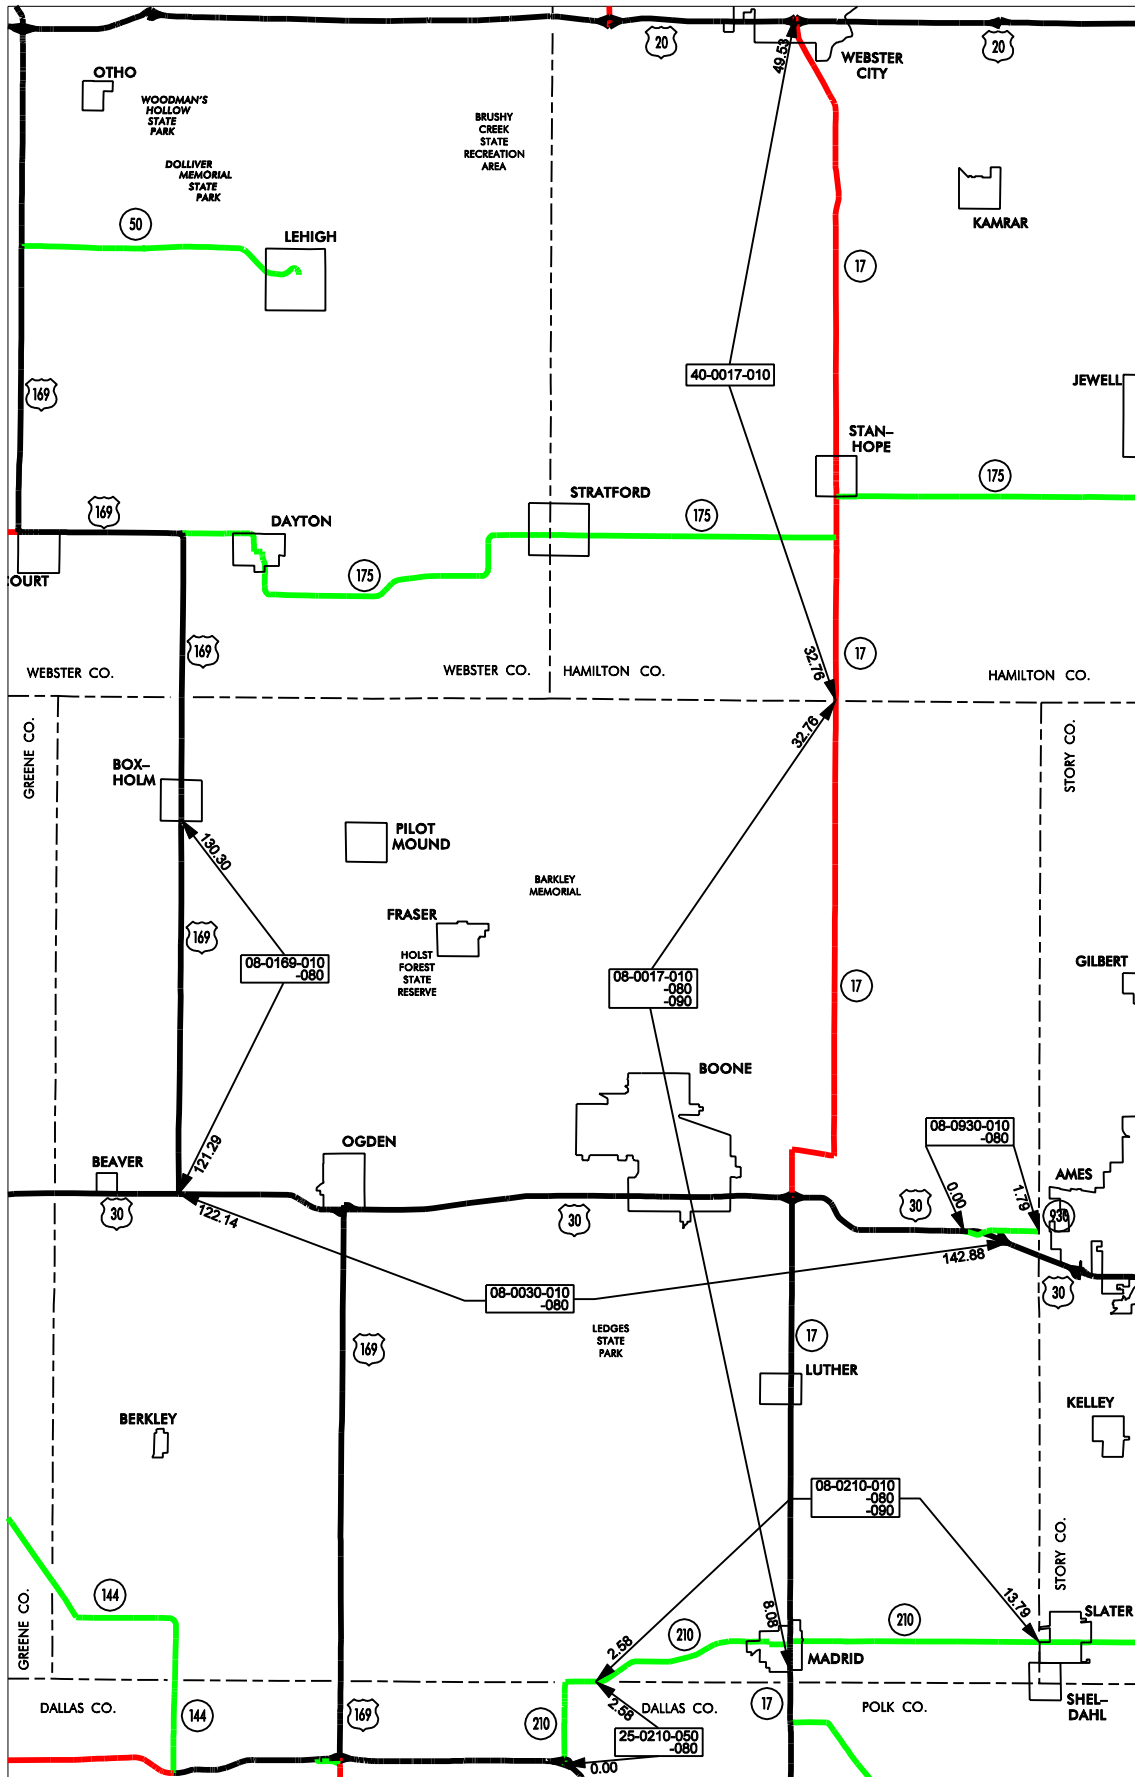 20
20
49.53
WEBSTER
CITY
OTHO
WOODMAN'S
HOLLOW
STATE
PARK
BRUSHY
CREEK
STATE
RECREATION
AREA
DOLLIVER
MEMORIAL
STATE
PARK
KAMRAR
50
LEHIGH
17
40-0017-010
JEWELL
169
STAN-
HOPE
175
STRATFORD
175
169
DAYTON
175
OURT
169
17
32.76
WEBSTER CO.
WEBSTER CO.
HAMILTON CO.
HAMILTON CO.
GREENE CO.
32.76
STORY CO.
BOX-
HOLM
PILOT
MOUND
130.30
BARKLEY
MEMORIAL
FRASER
169
HOLST
FOREST
STATE
RESERVE
08-0169-010
-080
08-0017-010
-080
-090
GILBERT
17
BOONE
08-0930-010
-080
121.29
OGDEN
BEAVER
AMES
0.00
1.79
30
122.14
30
30
930
142.88
30
08-0030-010
-080
LEDGES
STATE
PARK
17
169
LUTHER
BERKLEY
KELLEY
08-0210-010
-080
-090
STORY CO.
144
GREENE CO.
8.08
13.79
SLATER
210
210
2.58
MADRID
DALLAS CO.
144
169
210
2.58
DALLAS CO.
17
POLK CO.
SHEL-
DAHL
25-0210-050
-080
0.00